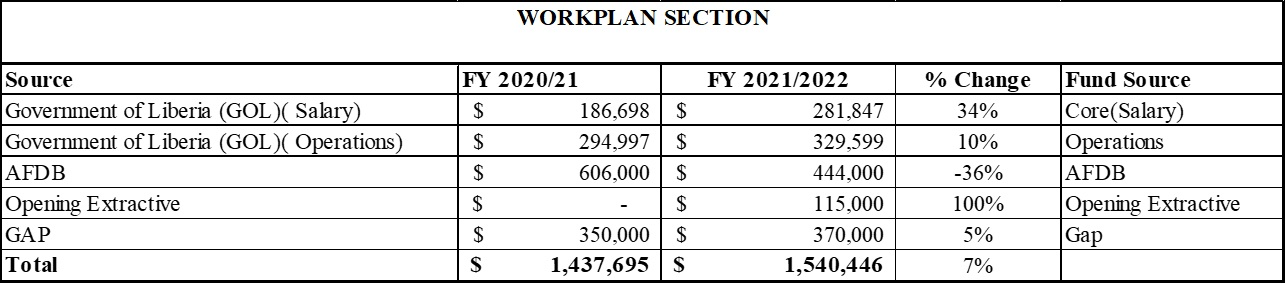 WORKPLAN SECTION
Source FY 2020/21 FY 2021/2022 % Change Fund Source
Government of Liberia (GOL)( Salary) $ 186,698 $ 281,847 34% Core(Salary)
Government of Liberia (GOL)( Operations) $ 294,997 $ 329,599 10% Operations
AFDB $ 606,000 $ 444,000 -36% AFDB
Opening Extractive $ - $ 115,000 100% Opening Extractive
GAP $ 350,000 $ 370,000 5% Gap
Total $ 1,437,695 $ 1,540,446 7%